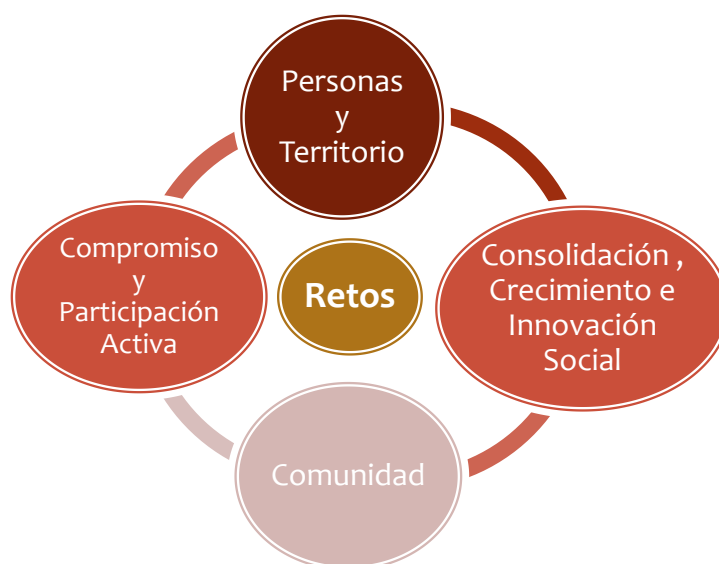 Personas
y
Territorio
Compromiso
y
Participación
Activa
Retos
Consolidación ,
Crecimiento e
Innovación
Social
Comunidad